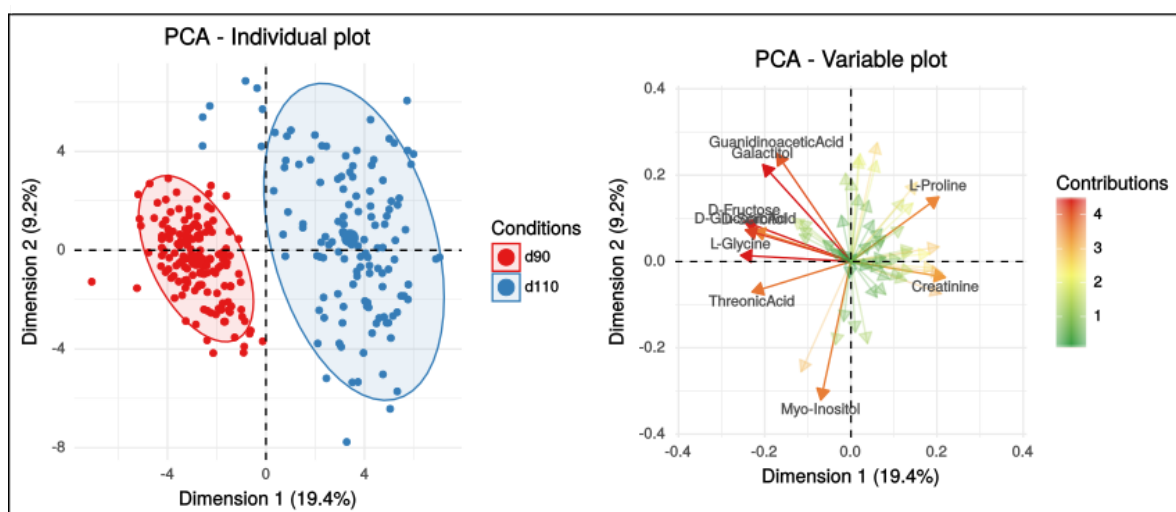 PCA - Individual plot
Dimension 2 (9.2%)
4
0
-4
-8
-4
0
4
Dimension 1 (19.4%)
Conditions
d90
d110
PCA - Variable plot
Dimension 2 (9.2%)
0.4
0.2
0.0
-0.2
-0.4
-0.4
-0.2
0.0
0.2
0.4
Dimension 1 (19.4%)
GuanidinoaceticAcid
Galactitol
L-Proline
D-Fructose
L-Glycine
Creatinine
ThreonicAcid
Myo-Inositol
Contributions
4
3
2
1